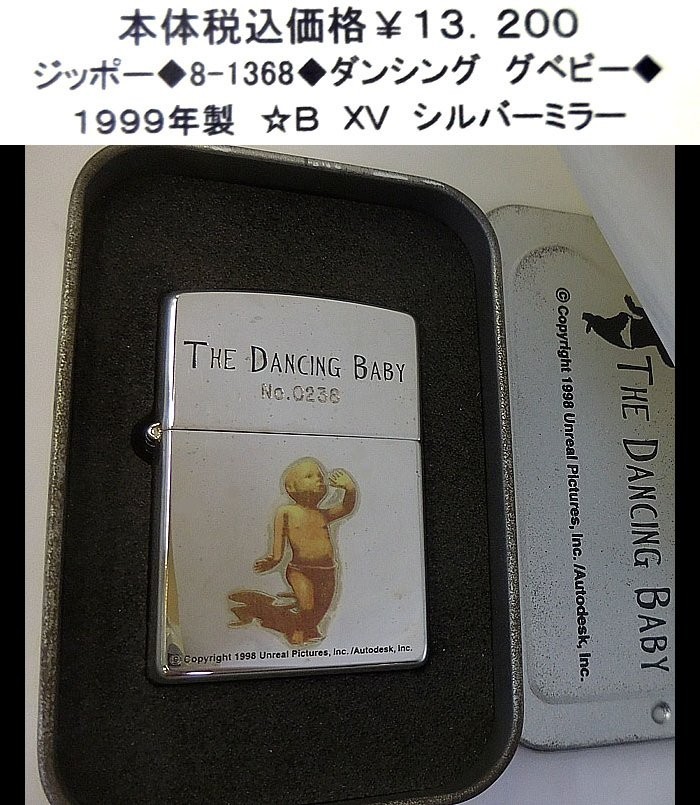 本体税込価格￥13．200
ジッポー◆8-1368◆ダンシング　グベビー◆
1999年製　☆B　XV　シルバーミラー
THE DANCING BABY
No.0238
© Copyright 1998 Unreal Pictures, Inc. /Autodesk, Inc.
THE DANCING BABY
© Copyright 1998 Unreal Pictures, Inc. /Autodesk, Inc.